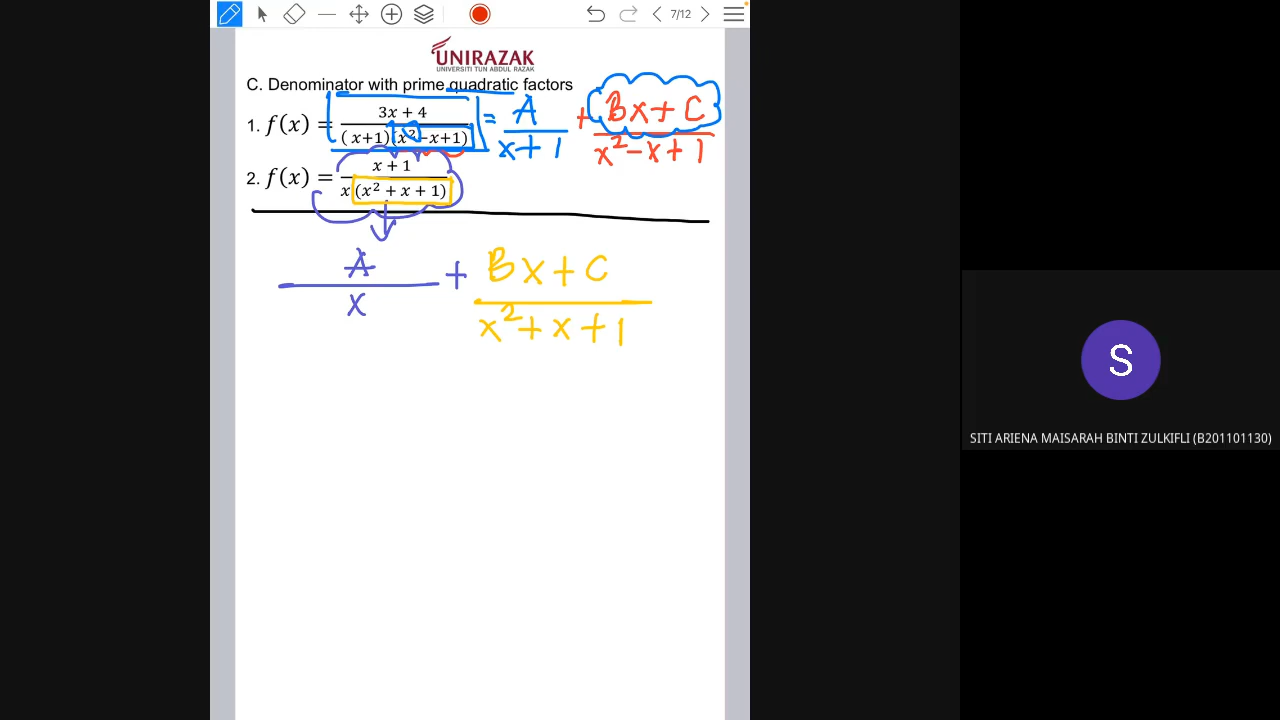 7/12
UNIRAZAK
UNIVERSITI TUN ABDUL RAZAK
C. Denominator with prime quadratic factors
1. f(x) = (3x + 4)/((x+1)(x² − x+1)) = A/(x+1) + (Bx+C)/(x²−x+1)
2. f(x) = (x + 1)/(x(x² + x + 1))
A/x + (Bx+C)/(x²+x+1)
S
SITI ARIENA MAISARAH BINTI ZULKIFLI (B201101130)